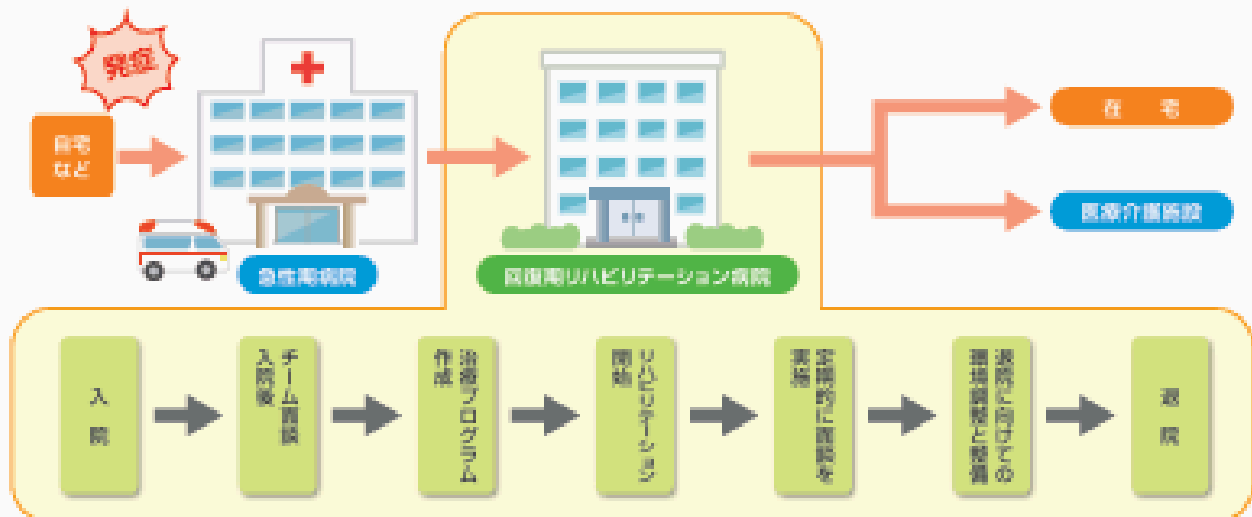 発症
自宅
など
急性期病院
回復期リハビリテーション病院
在宅
医療介護施設
入院
入院後
チーム面談
治療プログラム
作成
リハビリテーション
開始
定期的に面談を
実施
退院に向けての
環境調整と準備
退院